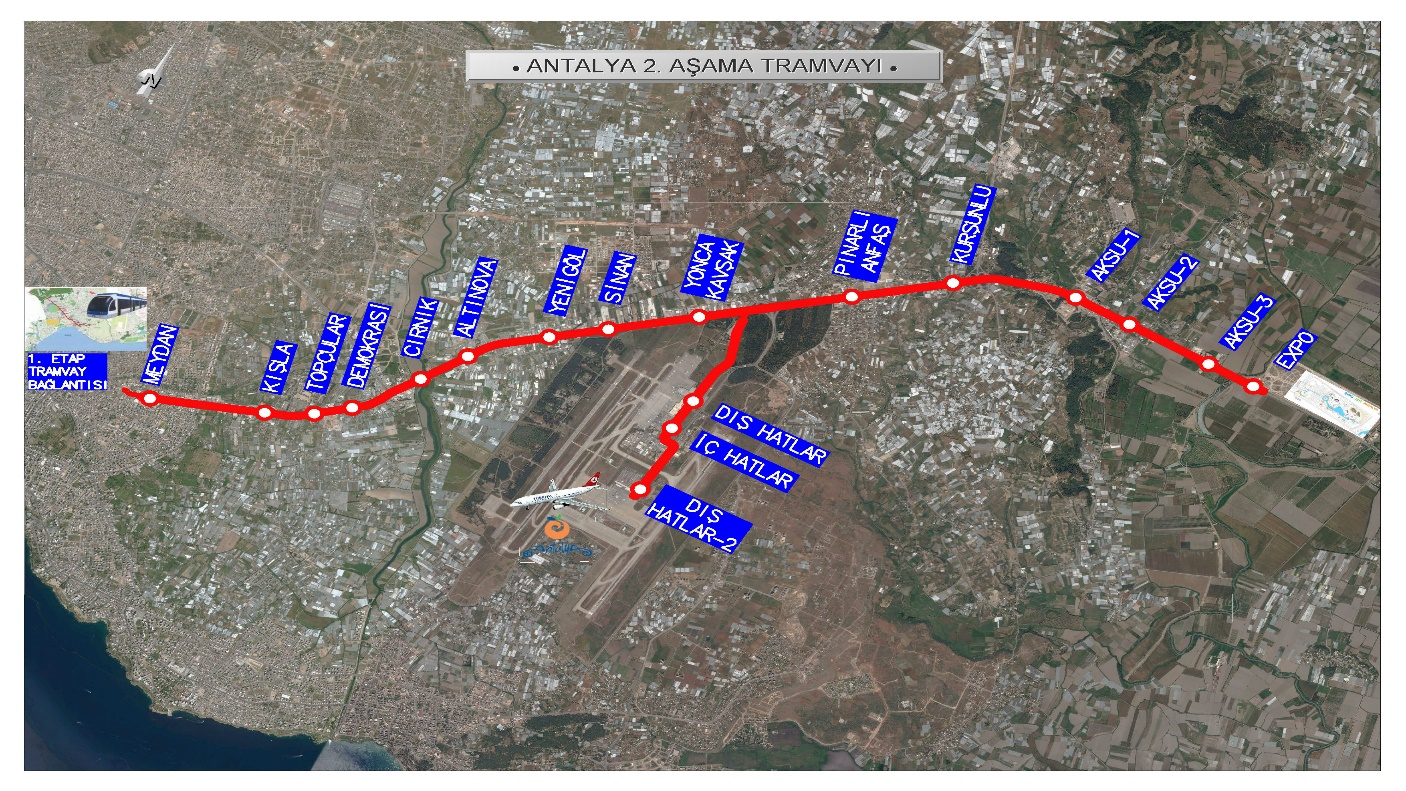 • ANTALYA 2. AŞAMA TRAMVAYI •
1. ETAP
TRAMVAY
BAĞLANTISI
MEYDAN
KIŞLA
TOPÇULAR
DEMOKRASİ
CIRNIK
ALTINOVA
YENİGÖL
SİNAN
YONCA
KAVŞAK
PINARLI
ANFAŞ
KURŞUNLU
AKSU-1
AKSU-2
AKSU-3
EXPO
DIŞ HATLAR
İÇ HATLAR
DIŞ
HATLAR-2